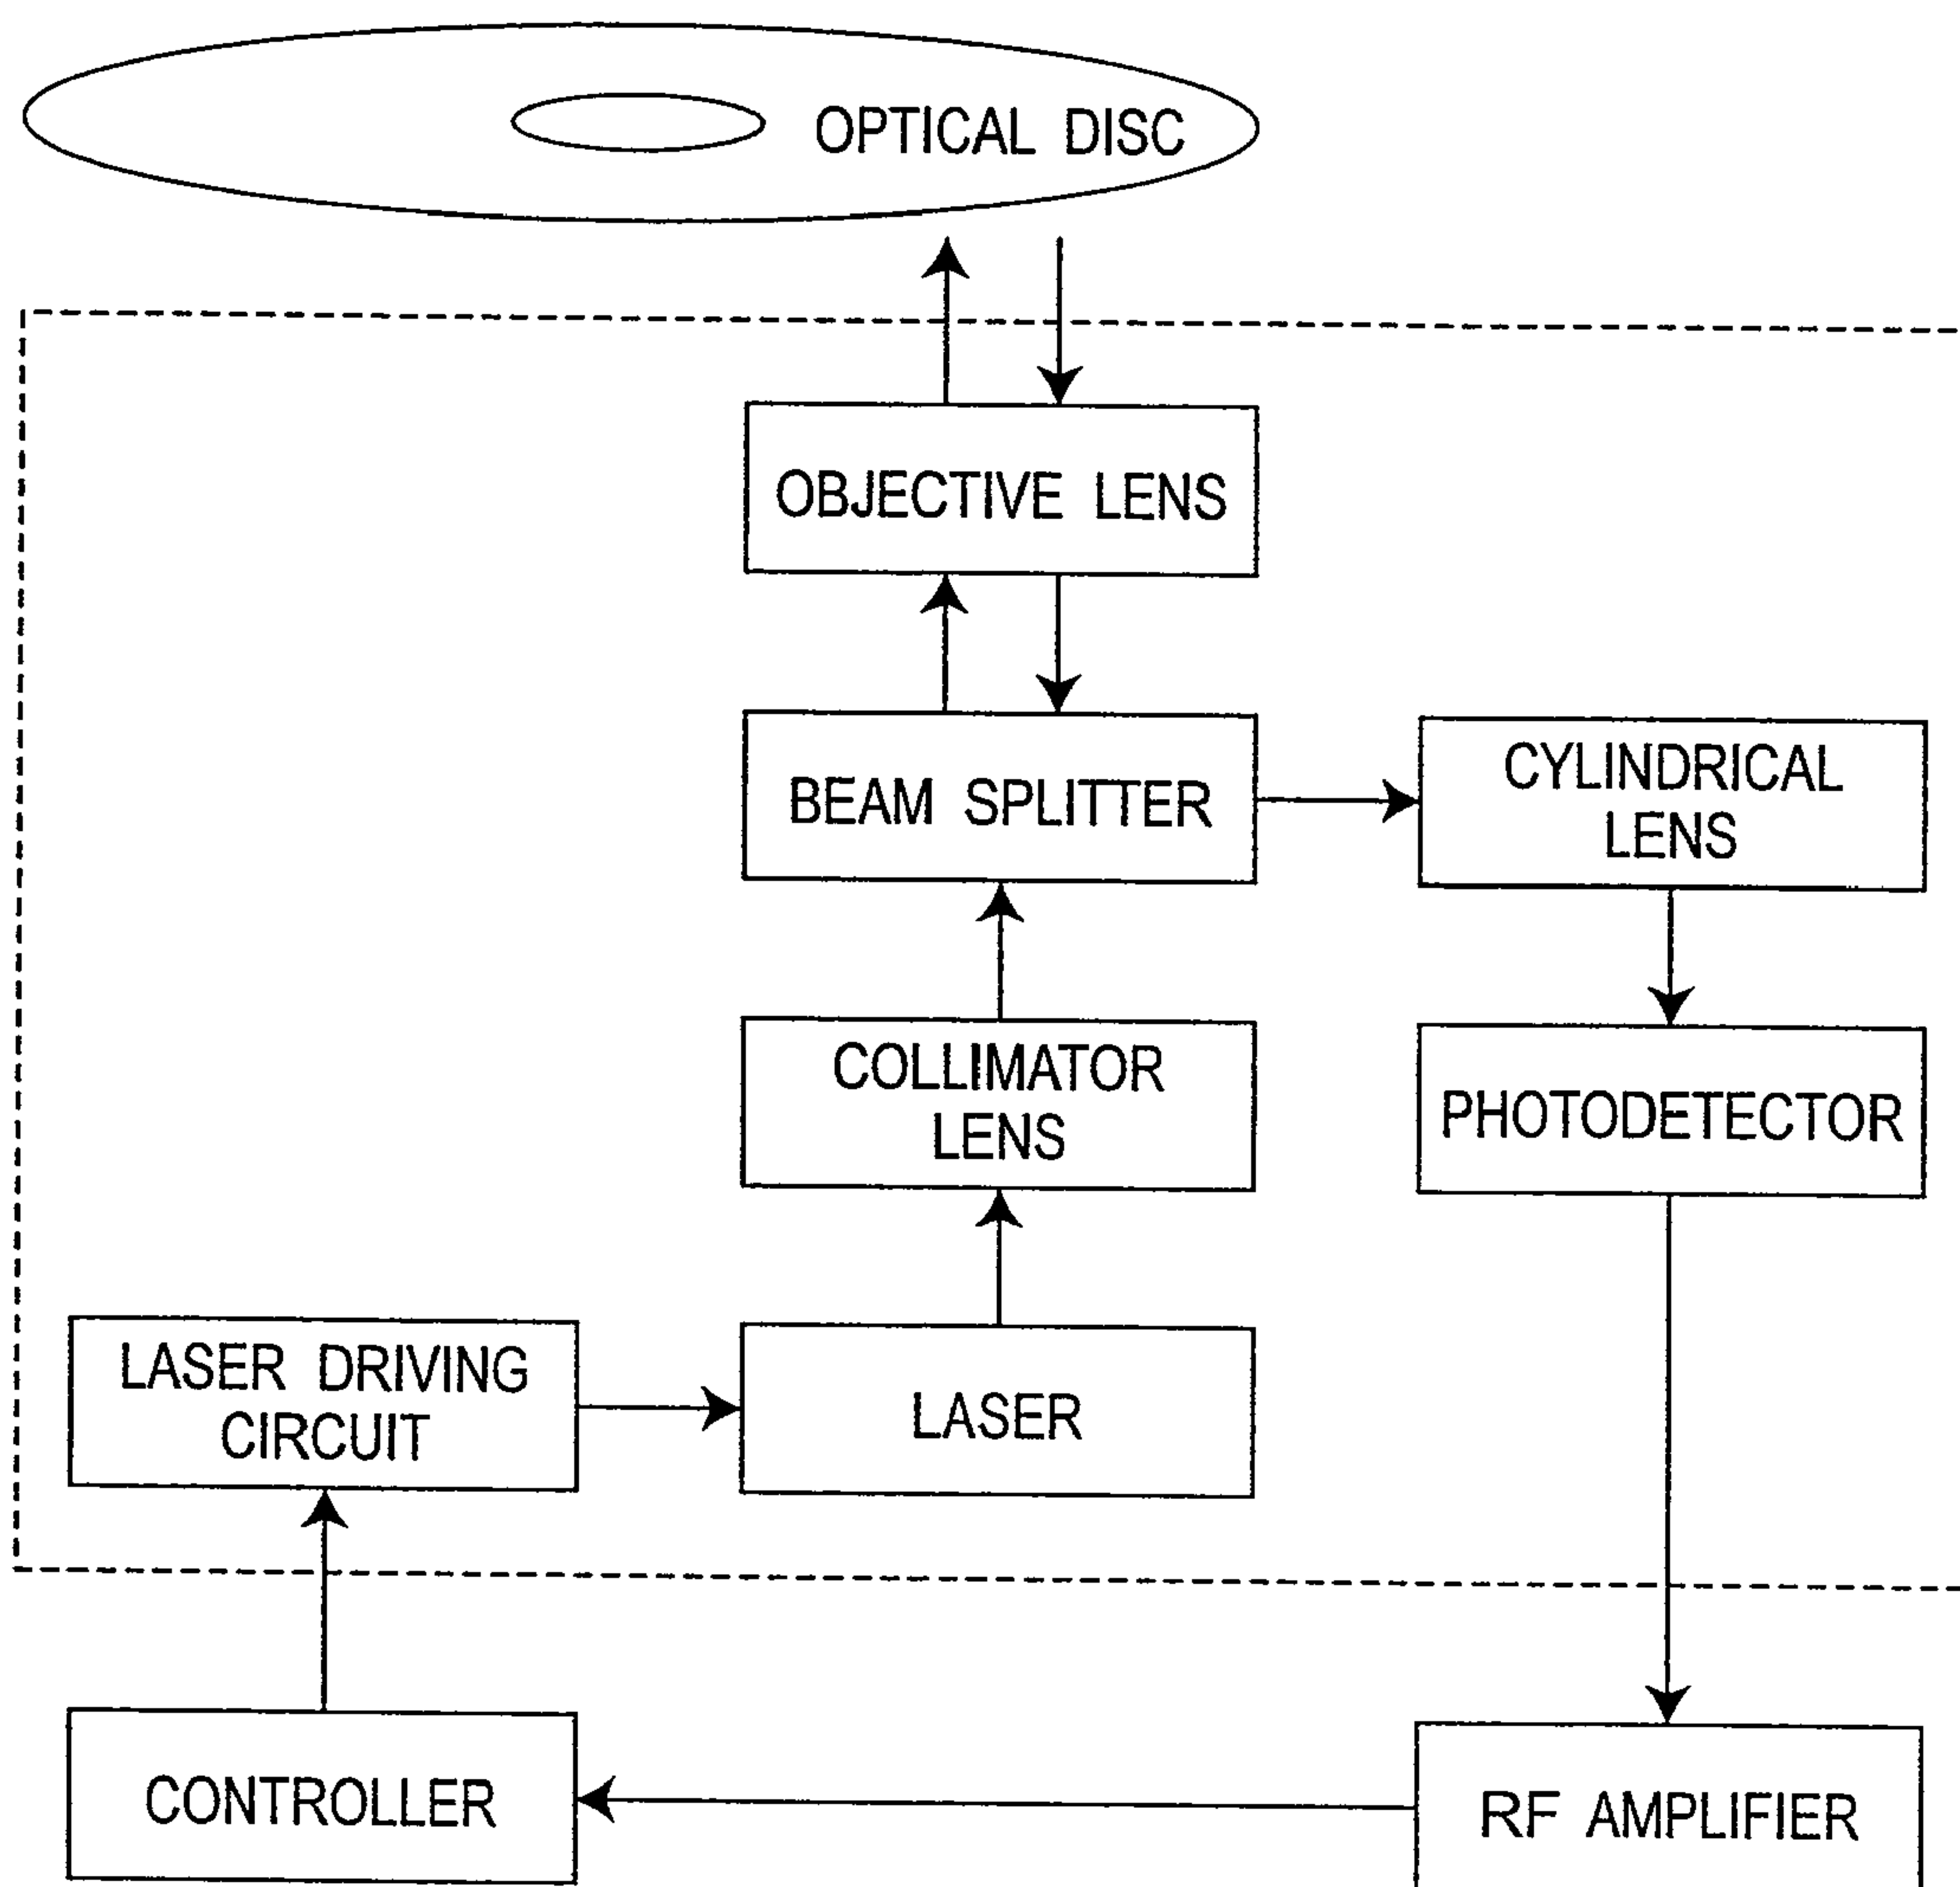 OPTICAL DISC
OBJECTIVE LENS
BEAM SPLITTER
CYLINDRICAL
LENS
COLLIMATOR
LENS
PHOTODETECTOR
LASER DRIVING
CIRCUIT
LASER
CONTROLLER
RF AMPLIFIER